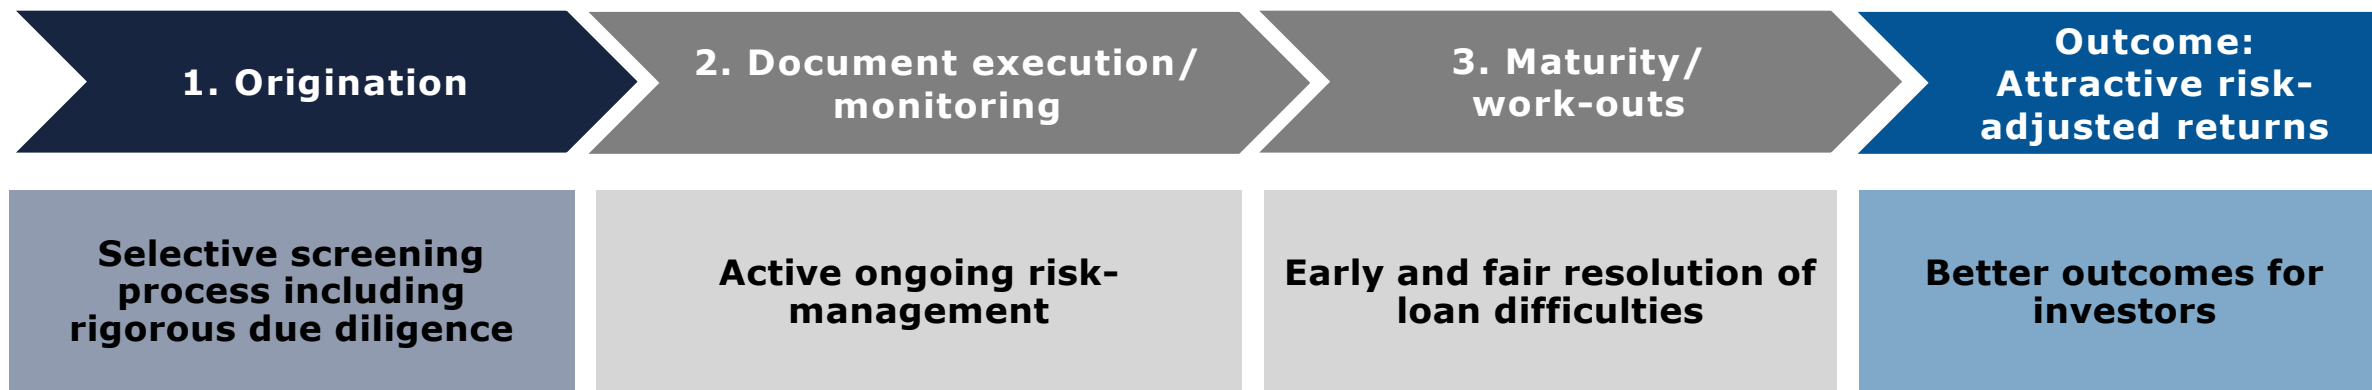 1. Origination
2. Document execution/
monitoring
3. Maturity/
work-outs
Outcome:
Attractive risk-
adjusted returns
Selective screening
process including
rigorous due diligence
Active ongoing risk-
management
Early and fair resolution of
loan difficulties
Better outcomes for
investors